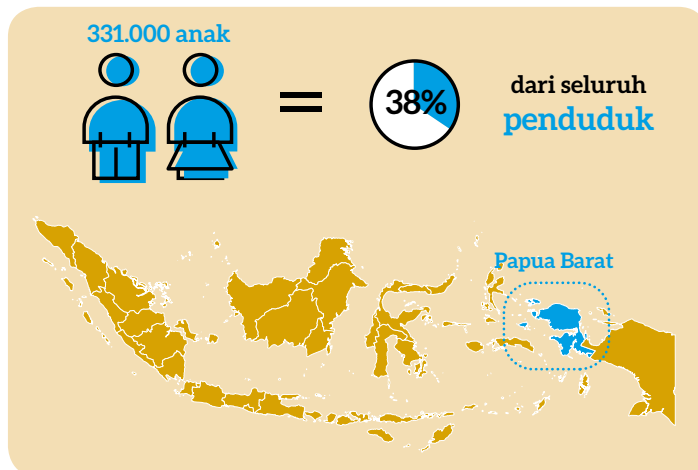 331.000 anak
38%
dari seluruh
penduduk
Papua Barat